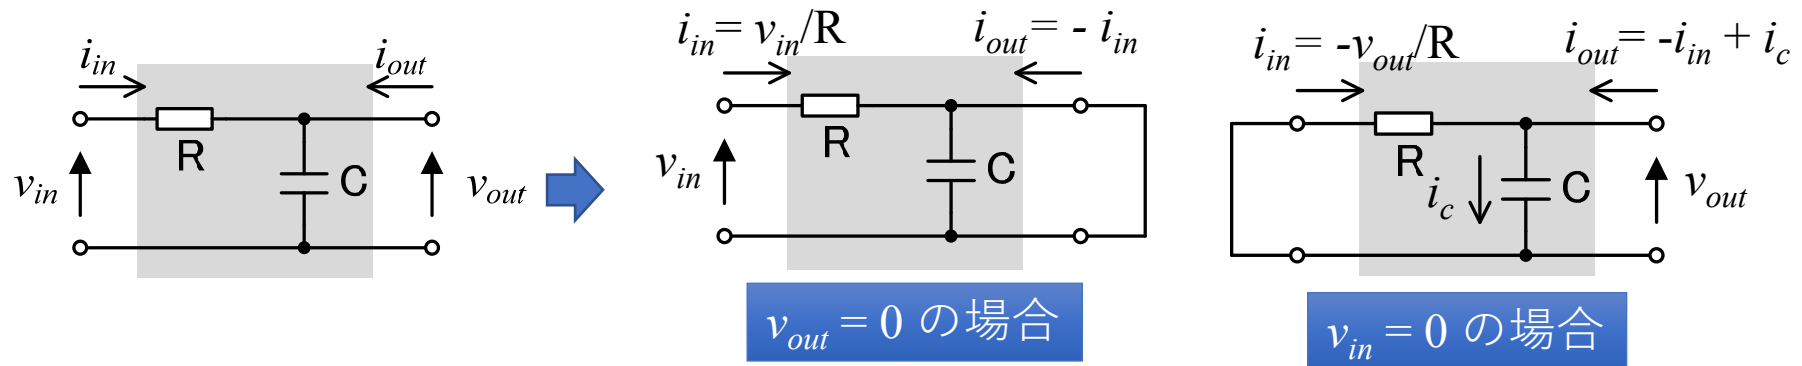 i_in
i_out
R
C
v_in
v_out
i_in = v_in/R
i_out = - i_in
R
C
v_in
v_out = 0 の場合
i_in = -v_out/R
i_out = -i_in + i_c
R
C
i_c
v_out
v_in = 0 の場合